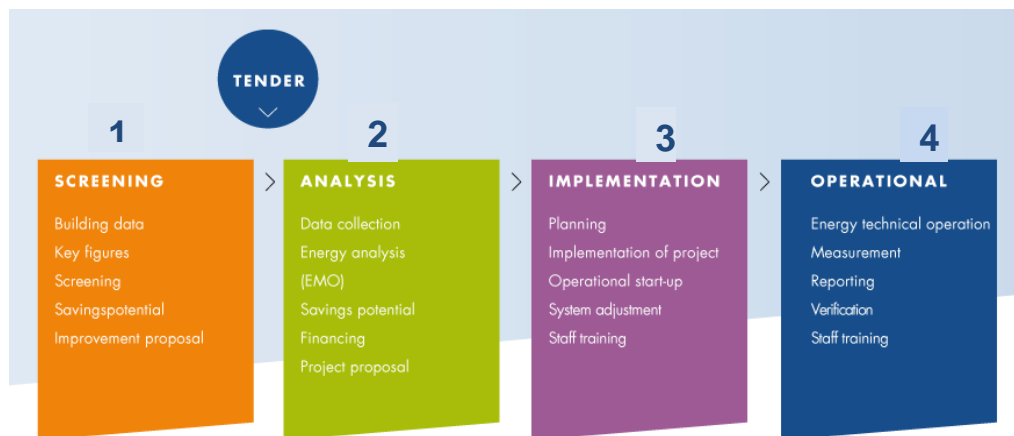 TENDER
1
SCREENING
Building data
Key figures
Screening
Savingspotential
Improvement proposal
2
ANALYSIS
Data collection
Energy analysis
(EMO)
Savings potential
Financing
Project proposal
3
IMPLEMENTATION
Planning
Implementation of project
Operational start-up
System adjustment
Staff training
4
OPERATIONAL
Energy technical operation
Measurement
Reporting
Verification
Staff training